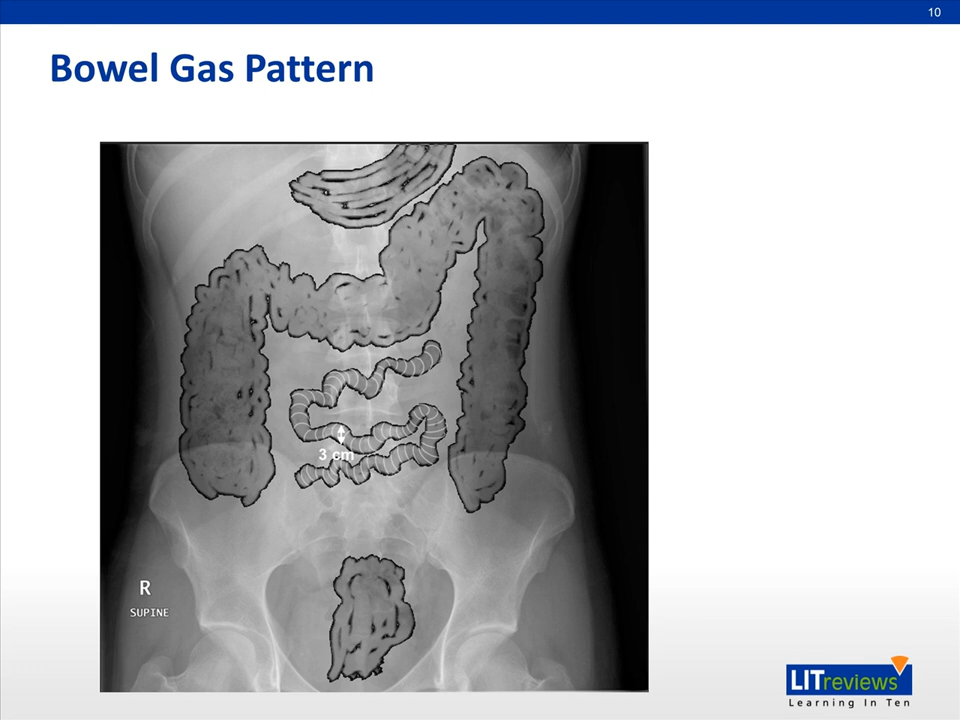 10
Bowel Gas Pattern
3 cm
R
SUPINE
LITreviews
Learning In Ten